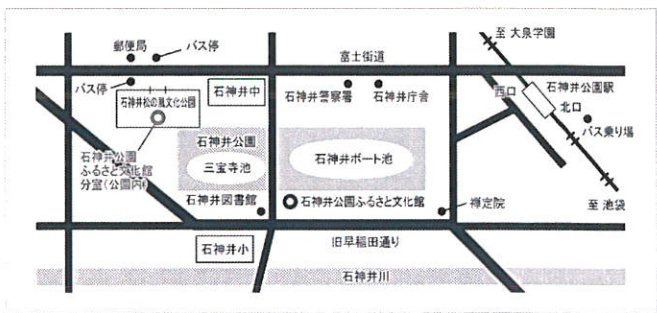 至 大泉学園
郵便局
バス停
富士街道
バス停
石神井松の風文化公園
石神井中
石神井警察署
石神井庁舎
西口
石神井公園駅
北口
バス乗り場
石神井公園
ふるさと文化館
分室(公園内)
石神井公園
三宝寺池
石神井ボート池
石神井図書館
石神井公園ふるさと文化館
禅定院
至 池袋
石神井小
旧早稲田通り
石神井川